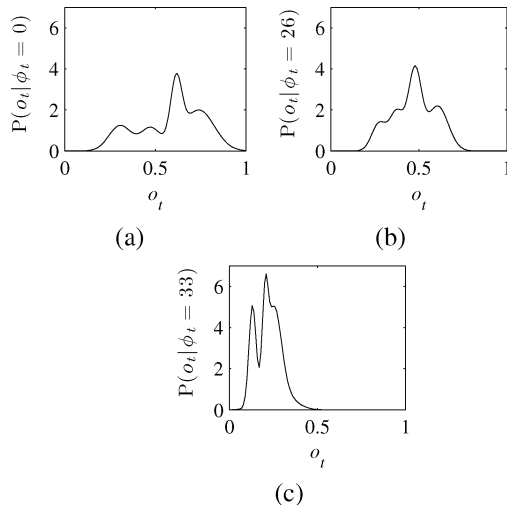 6
4
2
0
0
0.5
1
P(o_t|ϕ_t = 0)
o_t
(a)
6
4
2
0
0
0.5
1
P(o_t|ϕ_t = 26)
o_t
(b)
6
4
2
0
0
0.5
1
P(o_t|ϕ_t = 33)
o_t
(c)